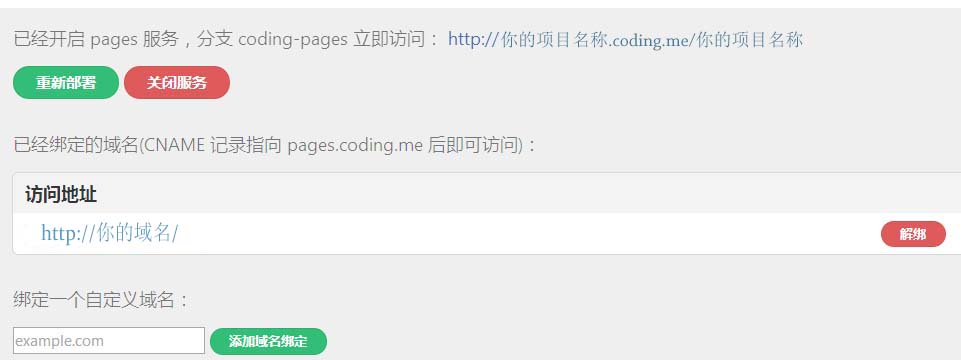 已经开启 pages 服务，分支 coding-pages 立即访问： http://你的项目名称.coding.me/你的项目名称
重新部署 关闭服务
已经绑定的域名(CNAME 记录指向 pages.coding.me 后即可访问)：
访问地址
http://你的域名/ 解绑
绑定一个自定义域名：
example.com 添加域名绑定